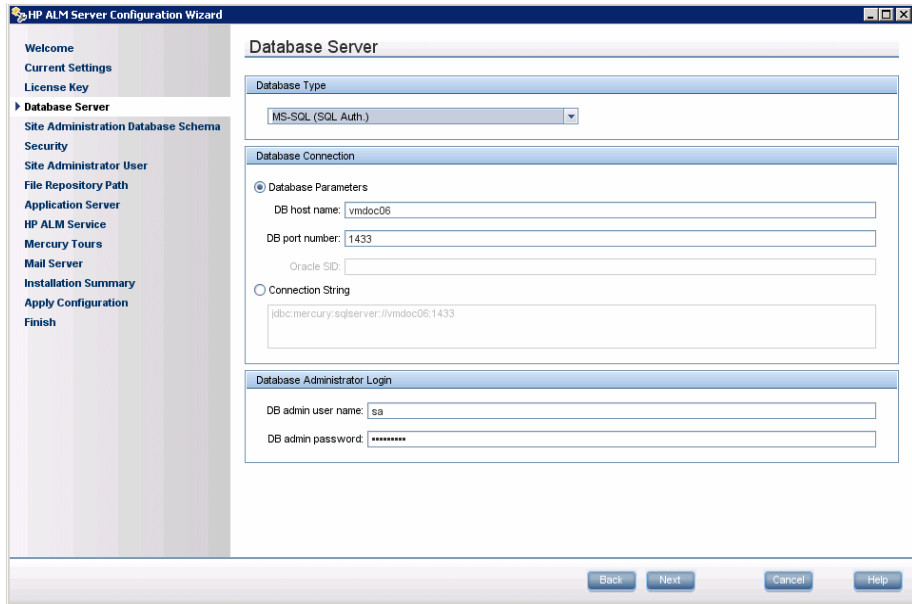 HP ALM Server Configuration Wizard
Welcome
Current Settings
License Key
Database Server
Site Administration Database Schema
Security
Site Administrator User
File Repository Path
Application Server
HP ALM Service
Mercury Tours
Mail Server
Installation Summary
Apply Configuration
Finish
Database Server
Database Type
MS-SQL (SQL Auth.)
Database Connection
Database Parameters
DB host name: vmdoc06
DB port number: 1433
Oracle SID:
Connection String
jdbc:mercury:sqlserver://vmdoc06:1433
Database Administrator Login
DB admin user name: sa
DB admin password: •••••••••
Back Next Cancel Help